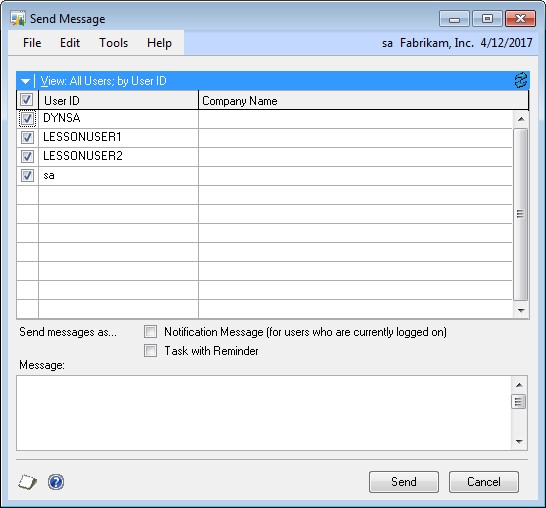 Send Message
File Edit Tools Help sa Fabrikam, Inc. 4/12/2017
View: All Users; by User ID
User ID Company Name
DYNSA
LESSONUSER1
LESSONUSER2
sa
Send messages as... Notification Message (for users who are currently logged on)
Task with Reminder
Message:
Send Cancel